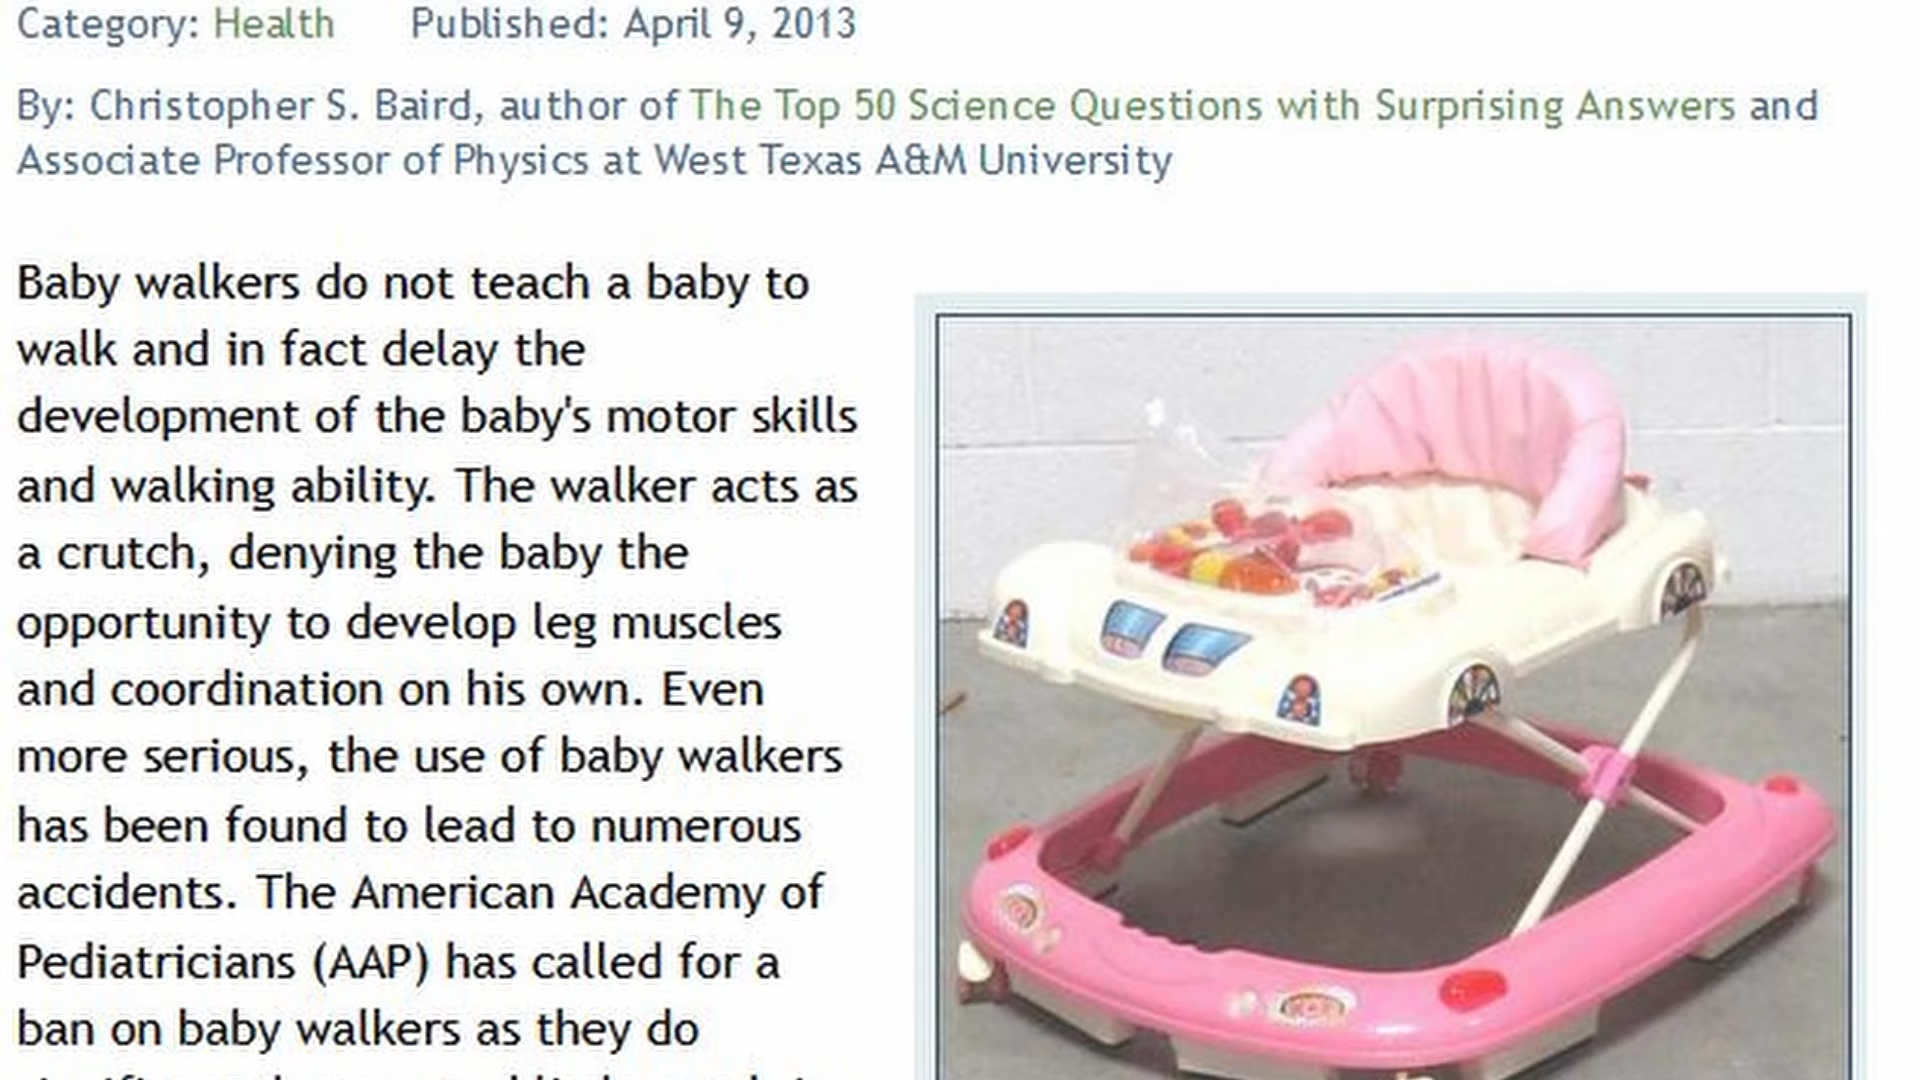 Category: Health Published: April 9, 2013
By: Christopher S. Baird, author of The Top 50 Science Questions with Surprising Answers and
Associate Professor of Physics at West Texas A&M University
Baby walkers do not teach a baby to
walk and in fact delay the
development of the baby's motor skills
and walking ability. The walker acts as
a crutch, denying the baby the
opportunity to develop leg muscles
and coordination on his own. Even
more serious, the use of baby walkers
has been found to lead to numerous
accidents. The American Academy of
Pediatricians (AAP) has called for a
ban on baby walkers as they do